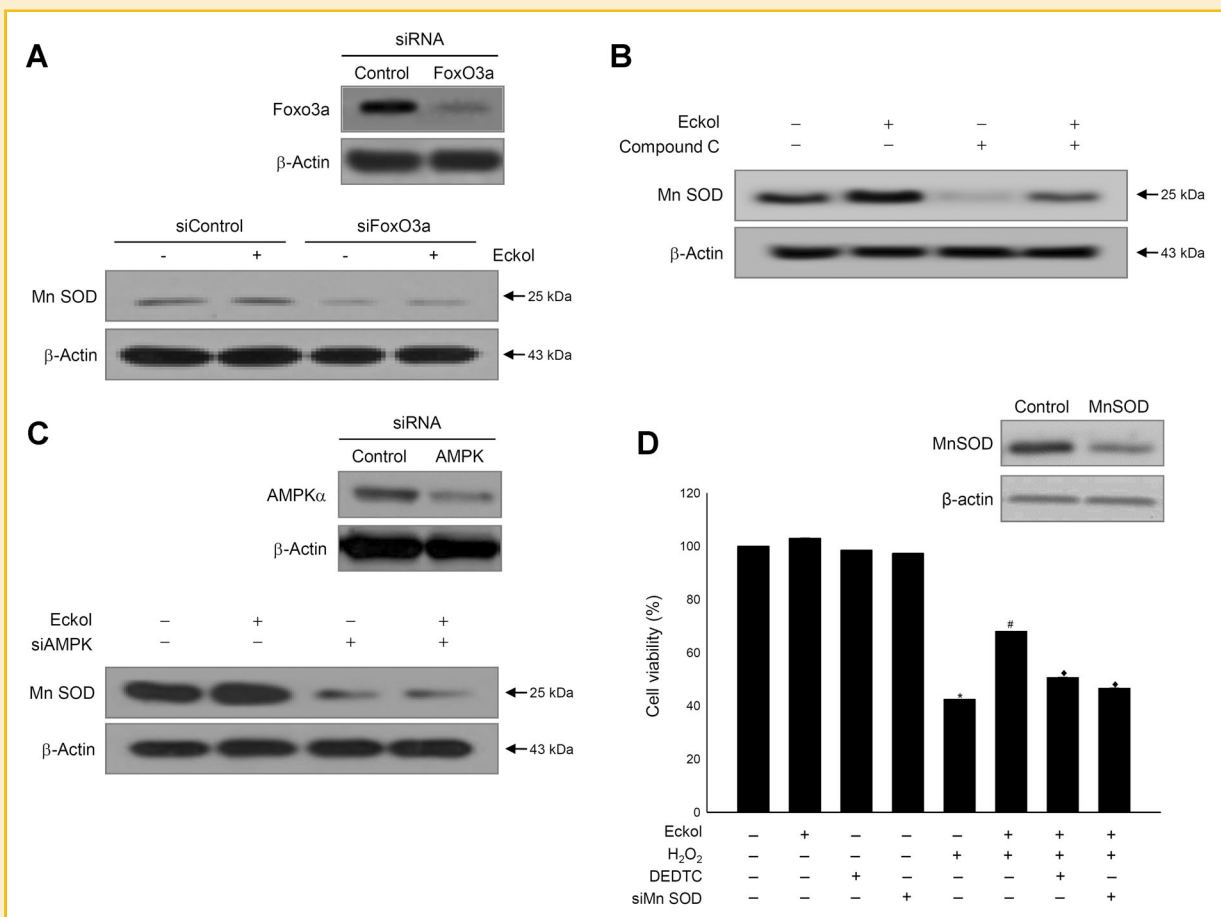 A
siRNA
Control FoxO3a
Foxo3a
β-Actin
siControl siFoxO3a
- + - + Eckol
Mn SOD 25 kDa
β-Actin 43 kDa
B
Eckol – + – +
Compound C – – + +
Mn SOD 25 kDa
β-Actin 43 kDa
C
siRNA
Control AMPK
AMPKα
β-Actin
Eckol – + – +
siAMPK – – + +
Mn SOD 25 kDa
β-Actin 43 kDa
D
Control MnSOD
MnSOD
β-actin
Cell viability (%)
120
100
80
60
40
20
0
* # ♦ ♦
Eckol – + – – – + + +
H₂O₂ – – – – + + + +
DEDTC – – + – – – + –
siMn SOD – – – + – – – +